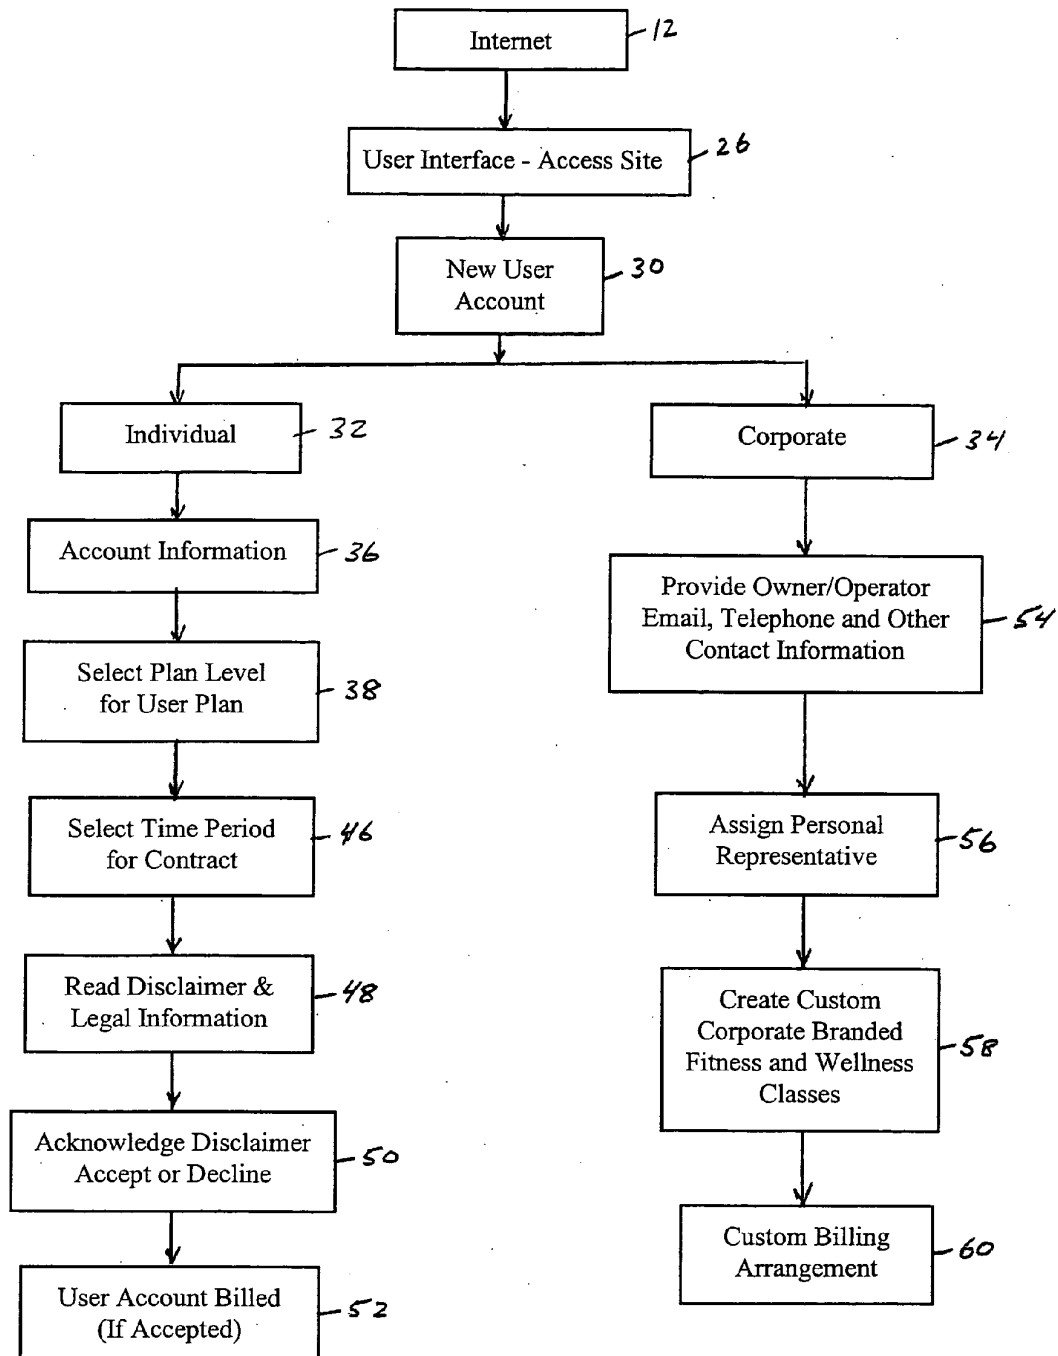 Internet
12
User Interface - Access Site
26
New User
Account
30
Individual
32
Corporate
34
Account Information
36
Provide Owner/Operator
Email, Telephone and Other
Contact Information
54
Select Plan Level
for User Plan
38
Select Time Period
for Contract
46
Assign Personal
Representative
56
Read Disclaimer &
Legal Information
48
Create Custom
Corporate Branded
Fitness and Wellness
Classes
58
Acknowledge Disclaimer
Accept or Decline
50
Custom Billing
Arrangement
60
User Account Billed
(If Accepted)
52